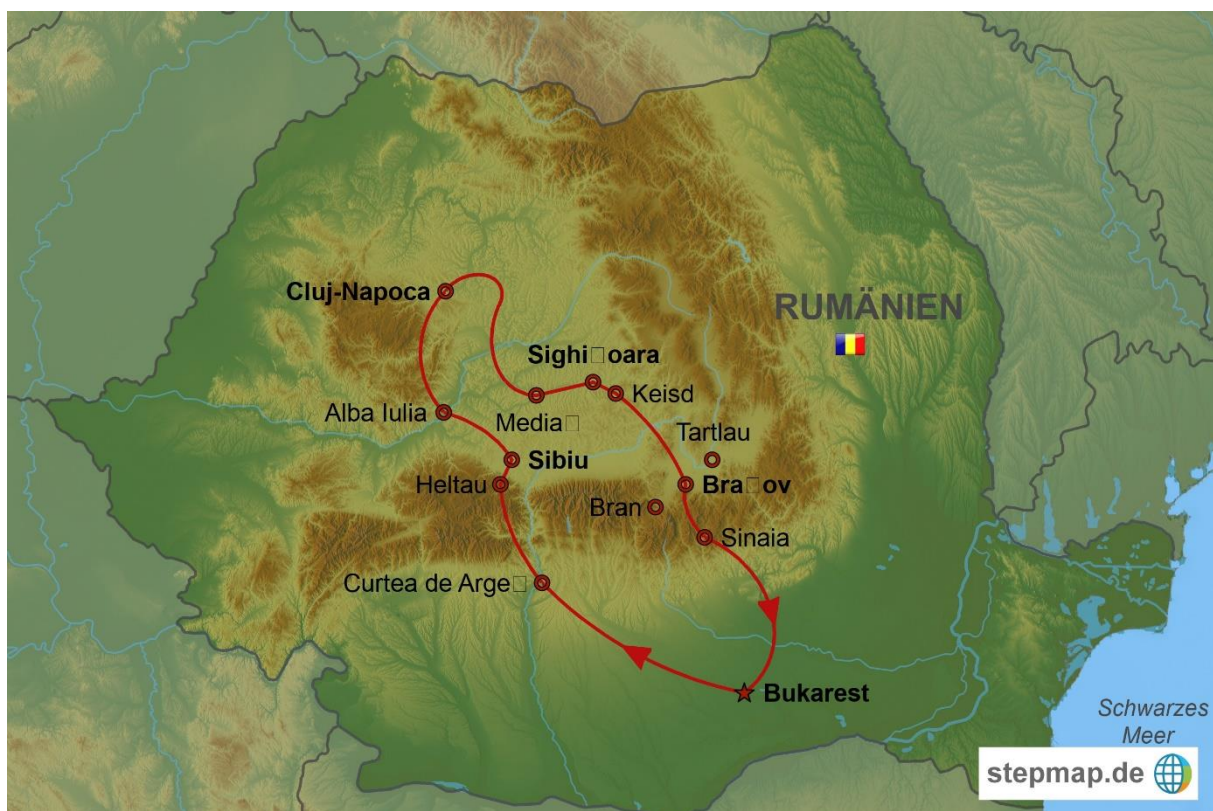 Cluj-Napoca
RUMÄNIEN
Sighi□oara
Keisd
Alba Iulia
Media□
Tartlau
Sibiu
Heltau
Bra□ov
Bran
Sinaia
Curtea de Arge□
Bukarest
Schwarzes
Meer
stepmap.de